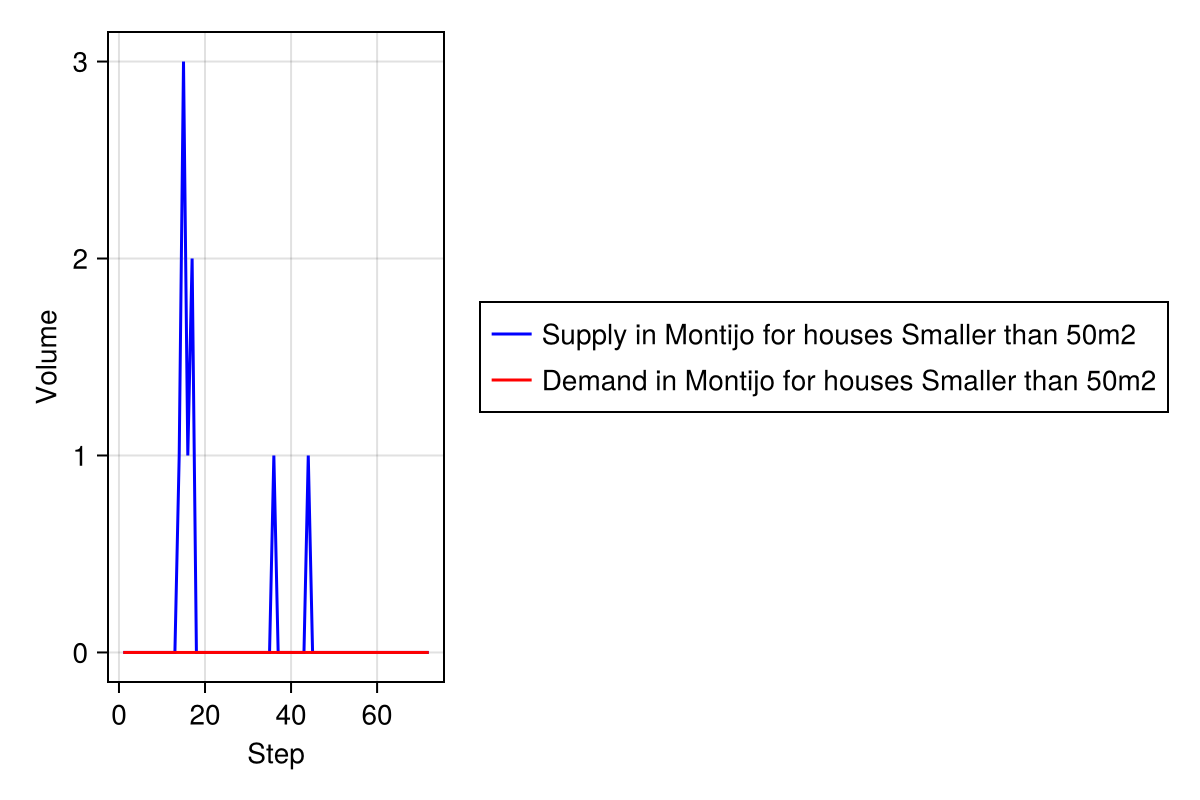 3
2
1
0
Volume
0 20 40 60
Step
Supply in Montijo for houses Smaller than 50m2
Demand in Montijo for houses Smaller than 50m2